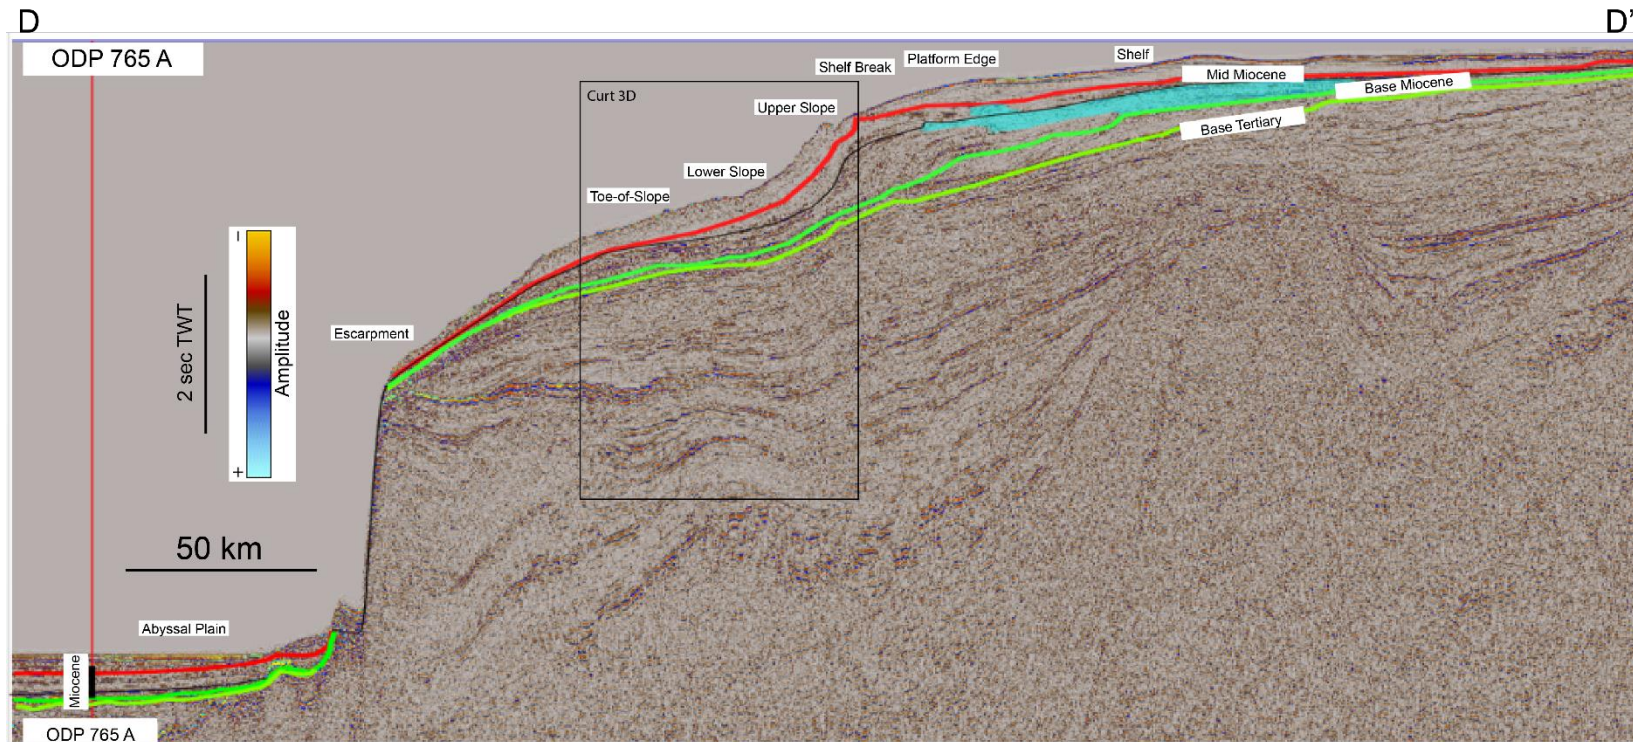 D
D'
ODP 765 A
Shelf Break
Platform Edge
Shelf
Mid Miocene
Base Miocene
Base Tertiary
Curt 3D
Upper Slope
Lower Slope
Toe-of-Slope
Escarpment
2 sec TWT
−
Amplitude
+
50 km
Abyssal Plain
Miocene
ODP 765 A